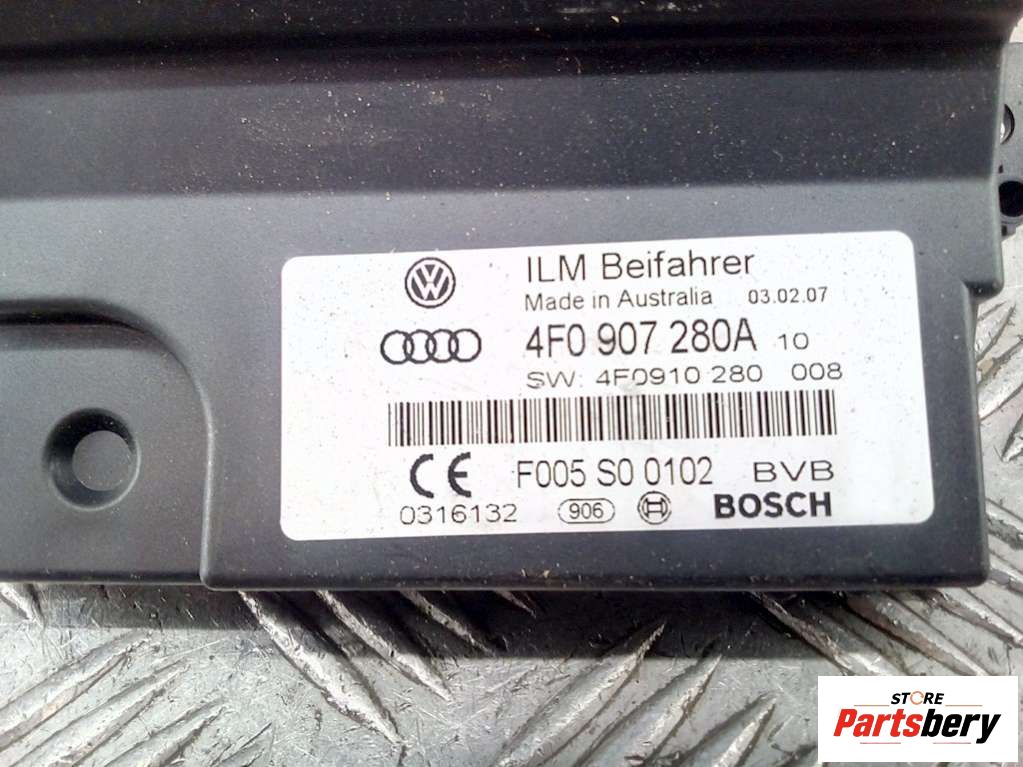 ILM Beifahrer
Made in Australia 03.02.07
4F0 907 280A 10
SW: 4F0910 280 008
CE F005 S0 0102 BVB
0316132 906 BOSCH
STORE
Partsbery